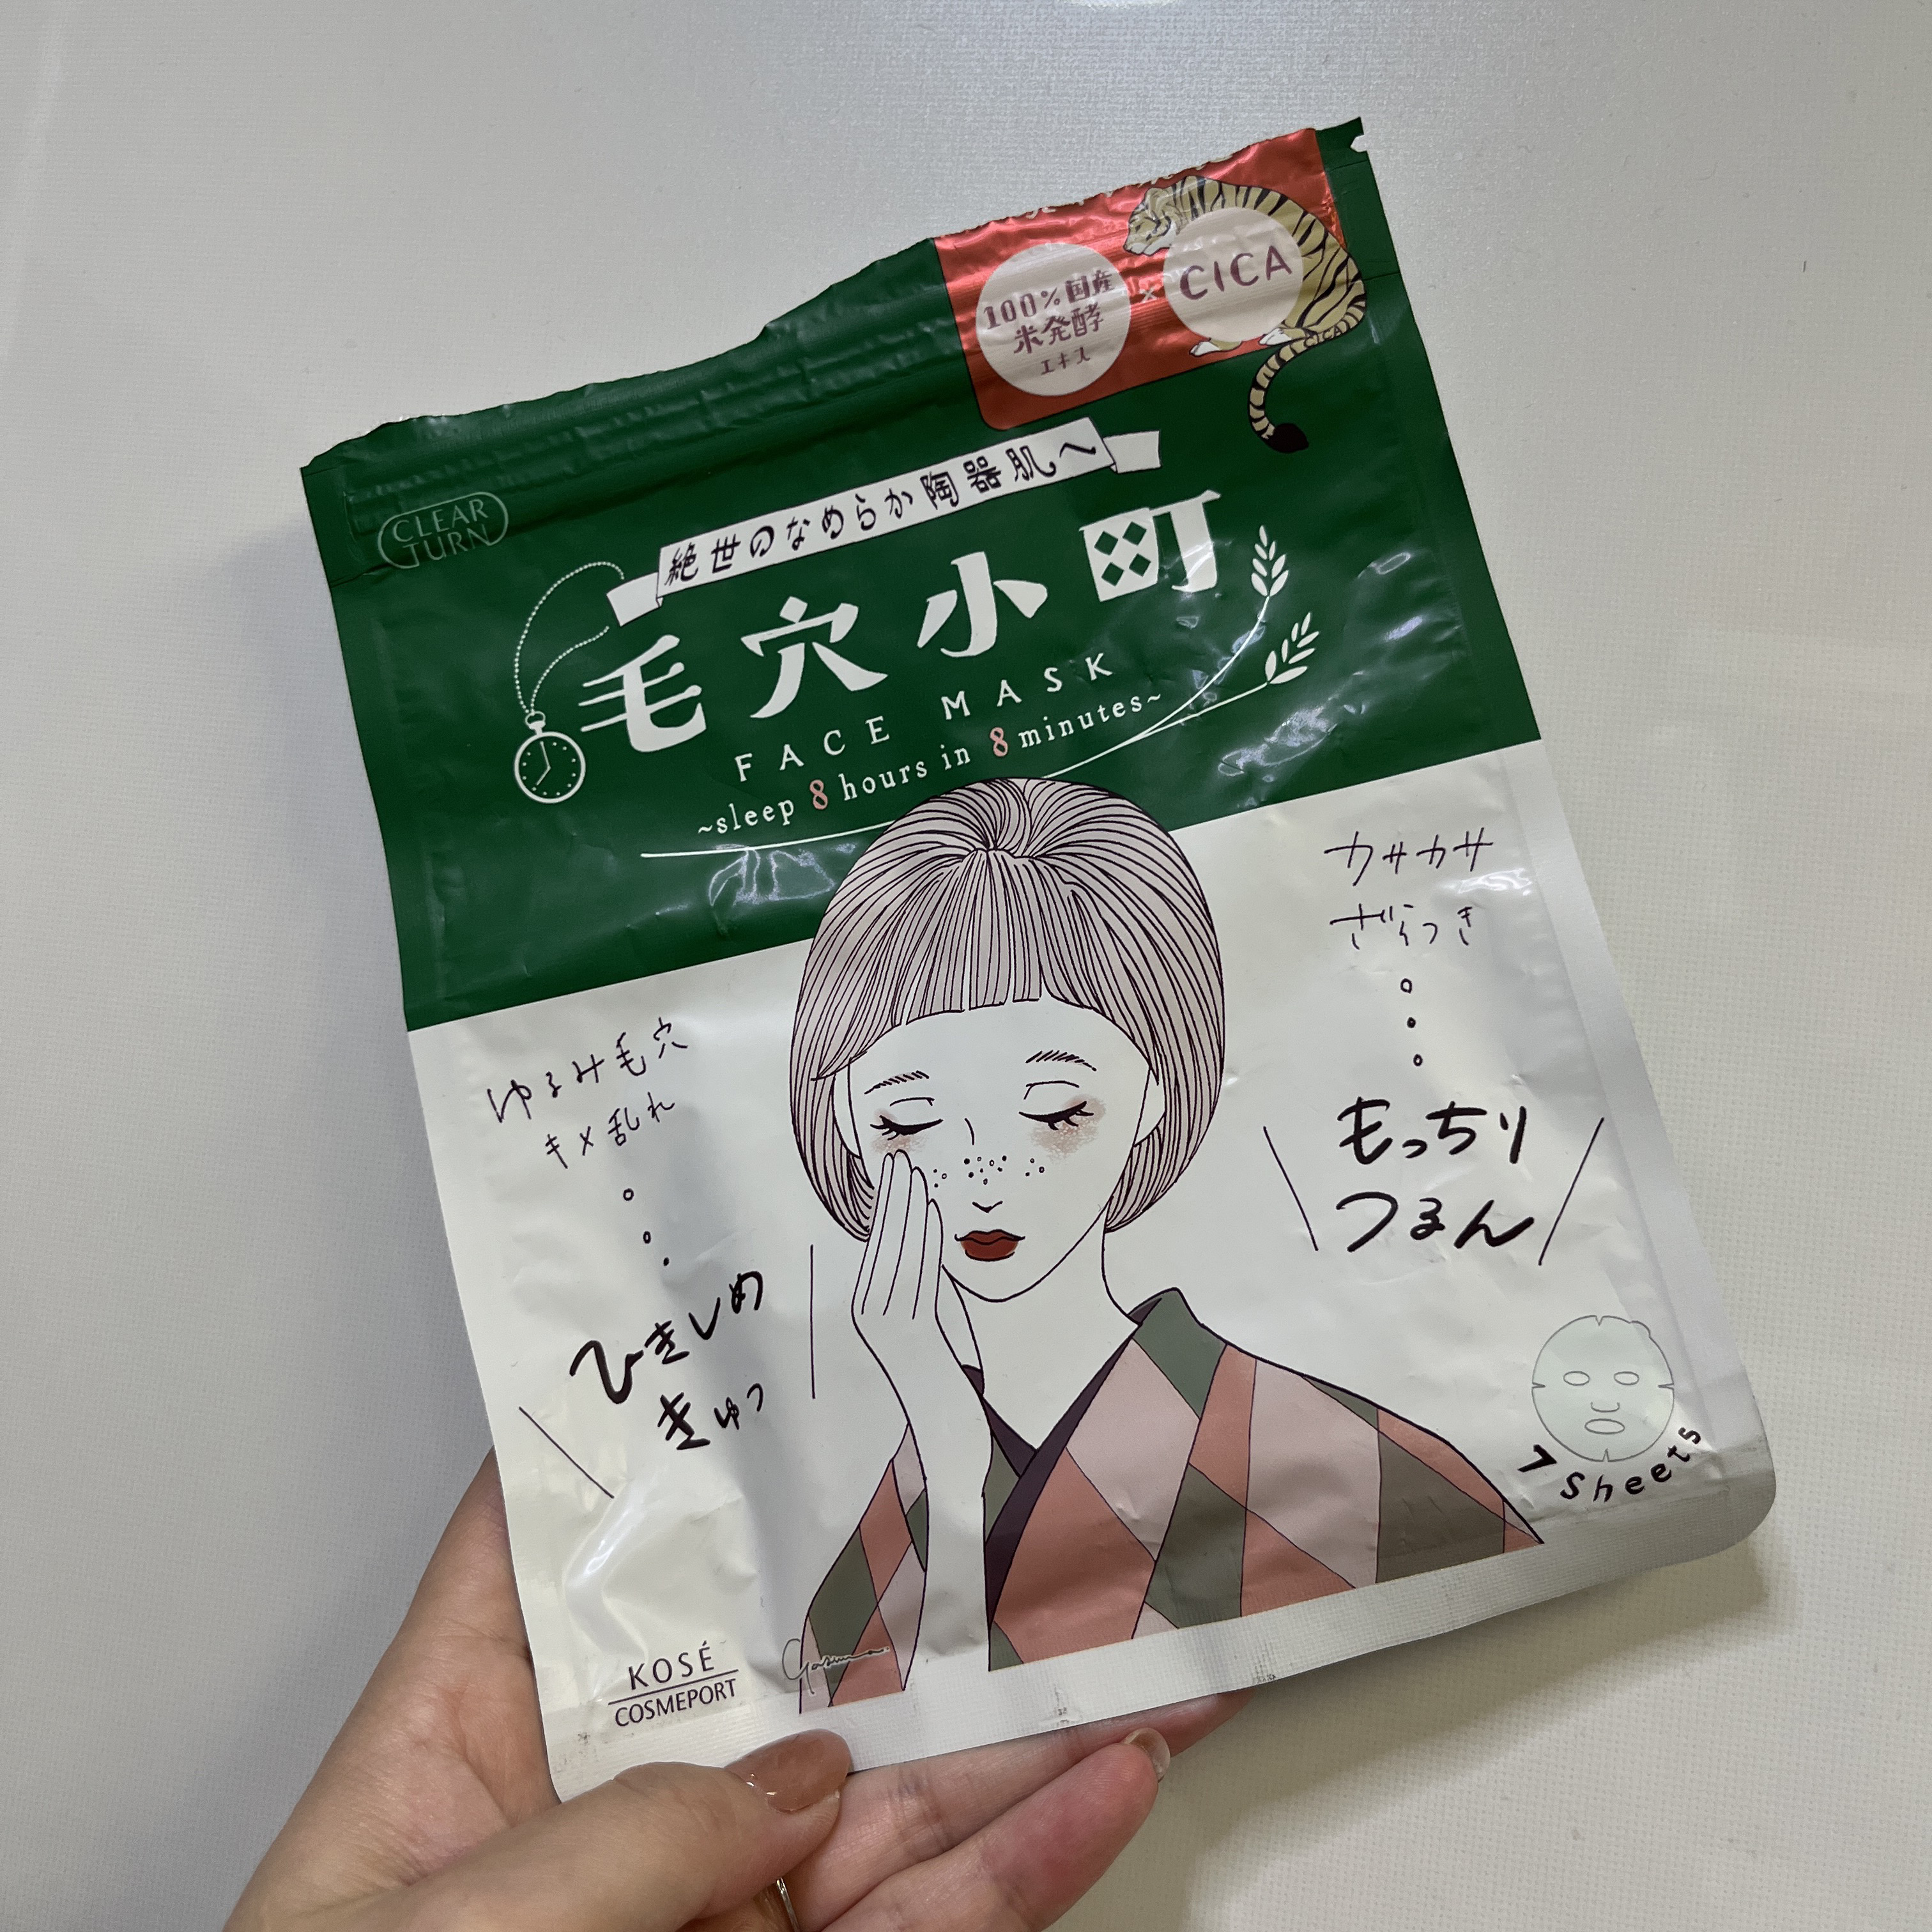 100%国産
米発酵
エキス
×
CICA
CICA
CLEAR
TURN
絶世のなめらか陶器肌へ
毛穴小町
FACE MASK
~sleep 8 hours in 8 minutes~
カサカサ
ざらつき
もっちり
つるん
ゆるみ毛穴
キメ乱れ
ひきしめ
きゅっ
7 Sheets
KOSÉ
COSMEPORT